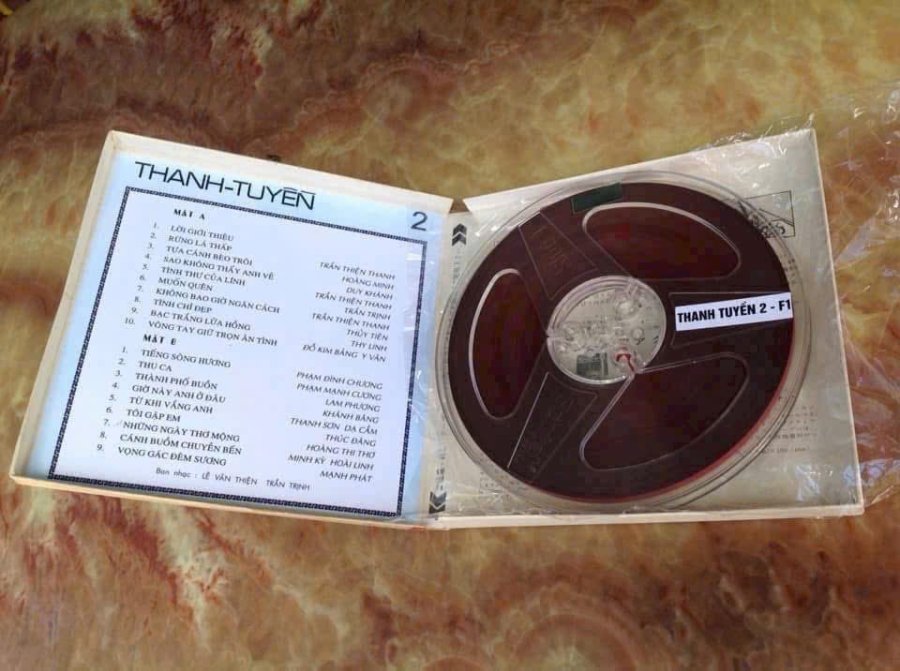 THANH-TUYỀN
2
MẶT A
1. LỜI GIỚI THIỆU
2. RỪNG LÁ THẤP TRẦN THIỆN THANH
3. TỰA CÁNH BÈO TRÔI HOÀNG MINH
4. SAO KHÔNG THẤY ANH VỀ DUY KHÁNH
5. TÌNH THƯ CỦA LÍNH TRẦN THIỆN THANH
6. MUỐN QUÊN TRẦN TRỊNH
7. KHÔNG BAO GIỜ NGĂN CÁCH TRẦN THIỆN THANH
8. TÌNH CHỈ ĐẸP THỦY TIÊN
9. BẠC TRẮNG LỬA HỒNG THY LINH
10. VÒNG TAY GIỮ TRỌN ÂN TÌNH ĐỖ KIM BẢNG Y VÂN
MẶT B
1. TIẾNG SÔNG HƯƠNG PHẠM ĐÌNH CHƯƠNG
2. THU CA PHẠM MẠNH CƯƠNG
3. THÀNH PHỐ BUỒN LAM PHƯƠNG
4. GIỜ NÀY ANH Ở ĐÂU KHÁNH BĂNG
5. TỪ KHI VẮNG ANH THANH SƠN DẠ CẦM
6. TÔI GẶP EM THÚC ĐĂNG
7. NHỮNG NGÀY THƠ MỘNG HOÀNG THI THƠ
8. CÁNH BUỒM CHUYỂN BẾN MINH KỲ HOÀI LINH
9. VỌNG GÁC ĐÊM SƯƠNG MẠNH PHÁT
Ban nhạc : LÊ VĂN THIỆN TRẦN TRỊNH
THANH TUYỀN 2 - F1